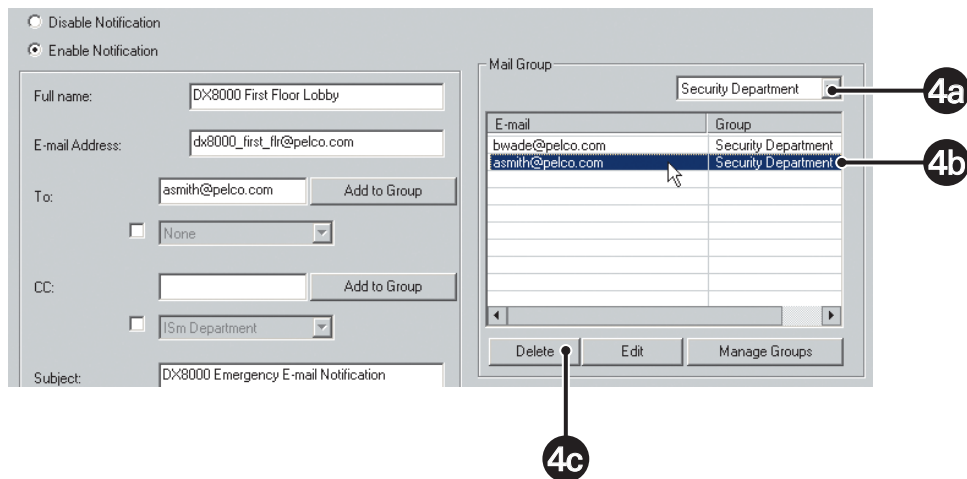 Disable Notification
Enable Notification
Full name:
DX8000 First Floor Lobby
E-mail Address:
dx8000_first_flr@pelco.com
To:
asmith@pelco.com
Add to Group
None
CC:
Add to Group
ISm Department
Subject:
DX8000 Emergency E-mail Notification
Mail Group
Security Department
E-mail Group
bwade@pelco.com Security Department
asmith@pelco.com Security Department
Delete Edit Manage Groups
4a
4b
4c